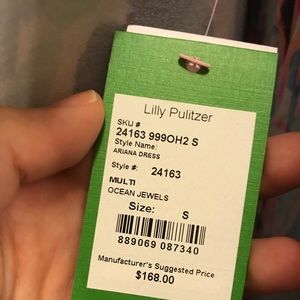 Lilly Pulitzer
SKU #
24163 999OH2 S
Style Name:
ARIANA DRESS
Style #: 24163
MULTI
OCEAN JEWELS
Size: S
889069 087340
Manufacturer's Suggested Price
$168.00